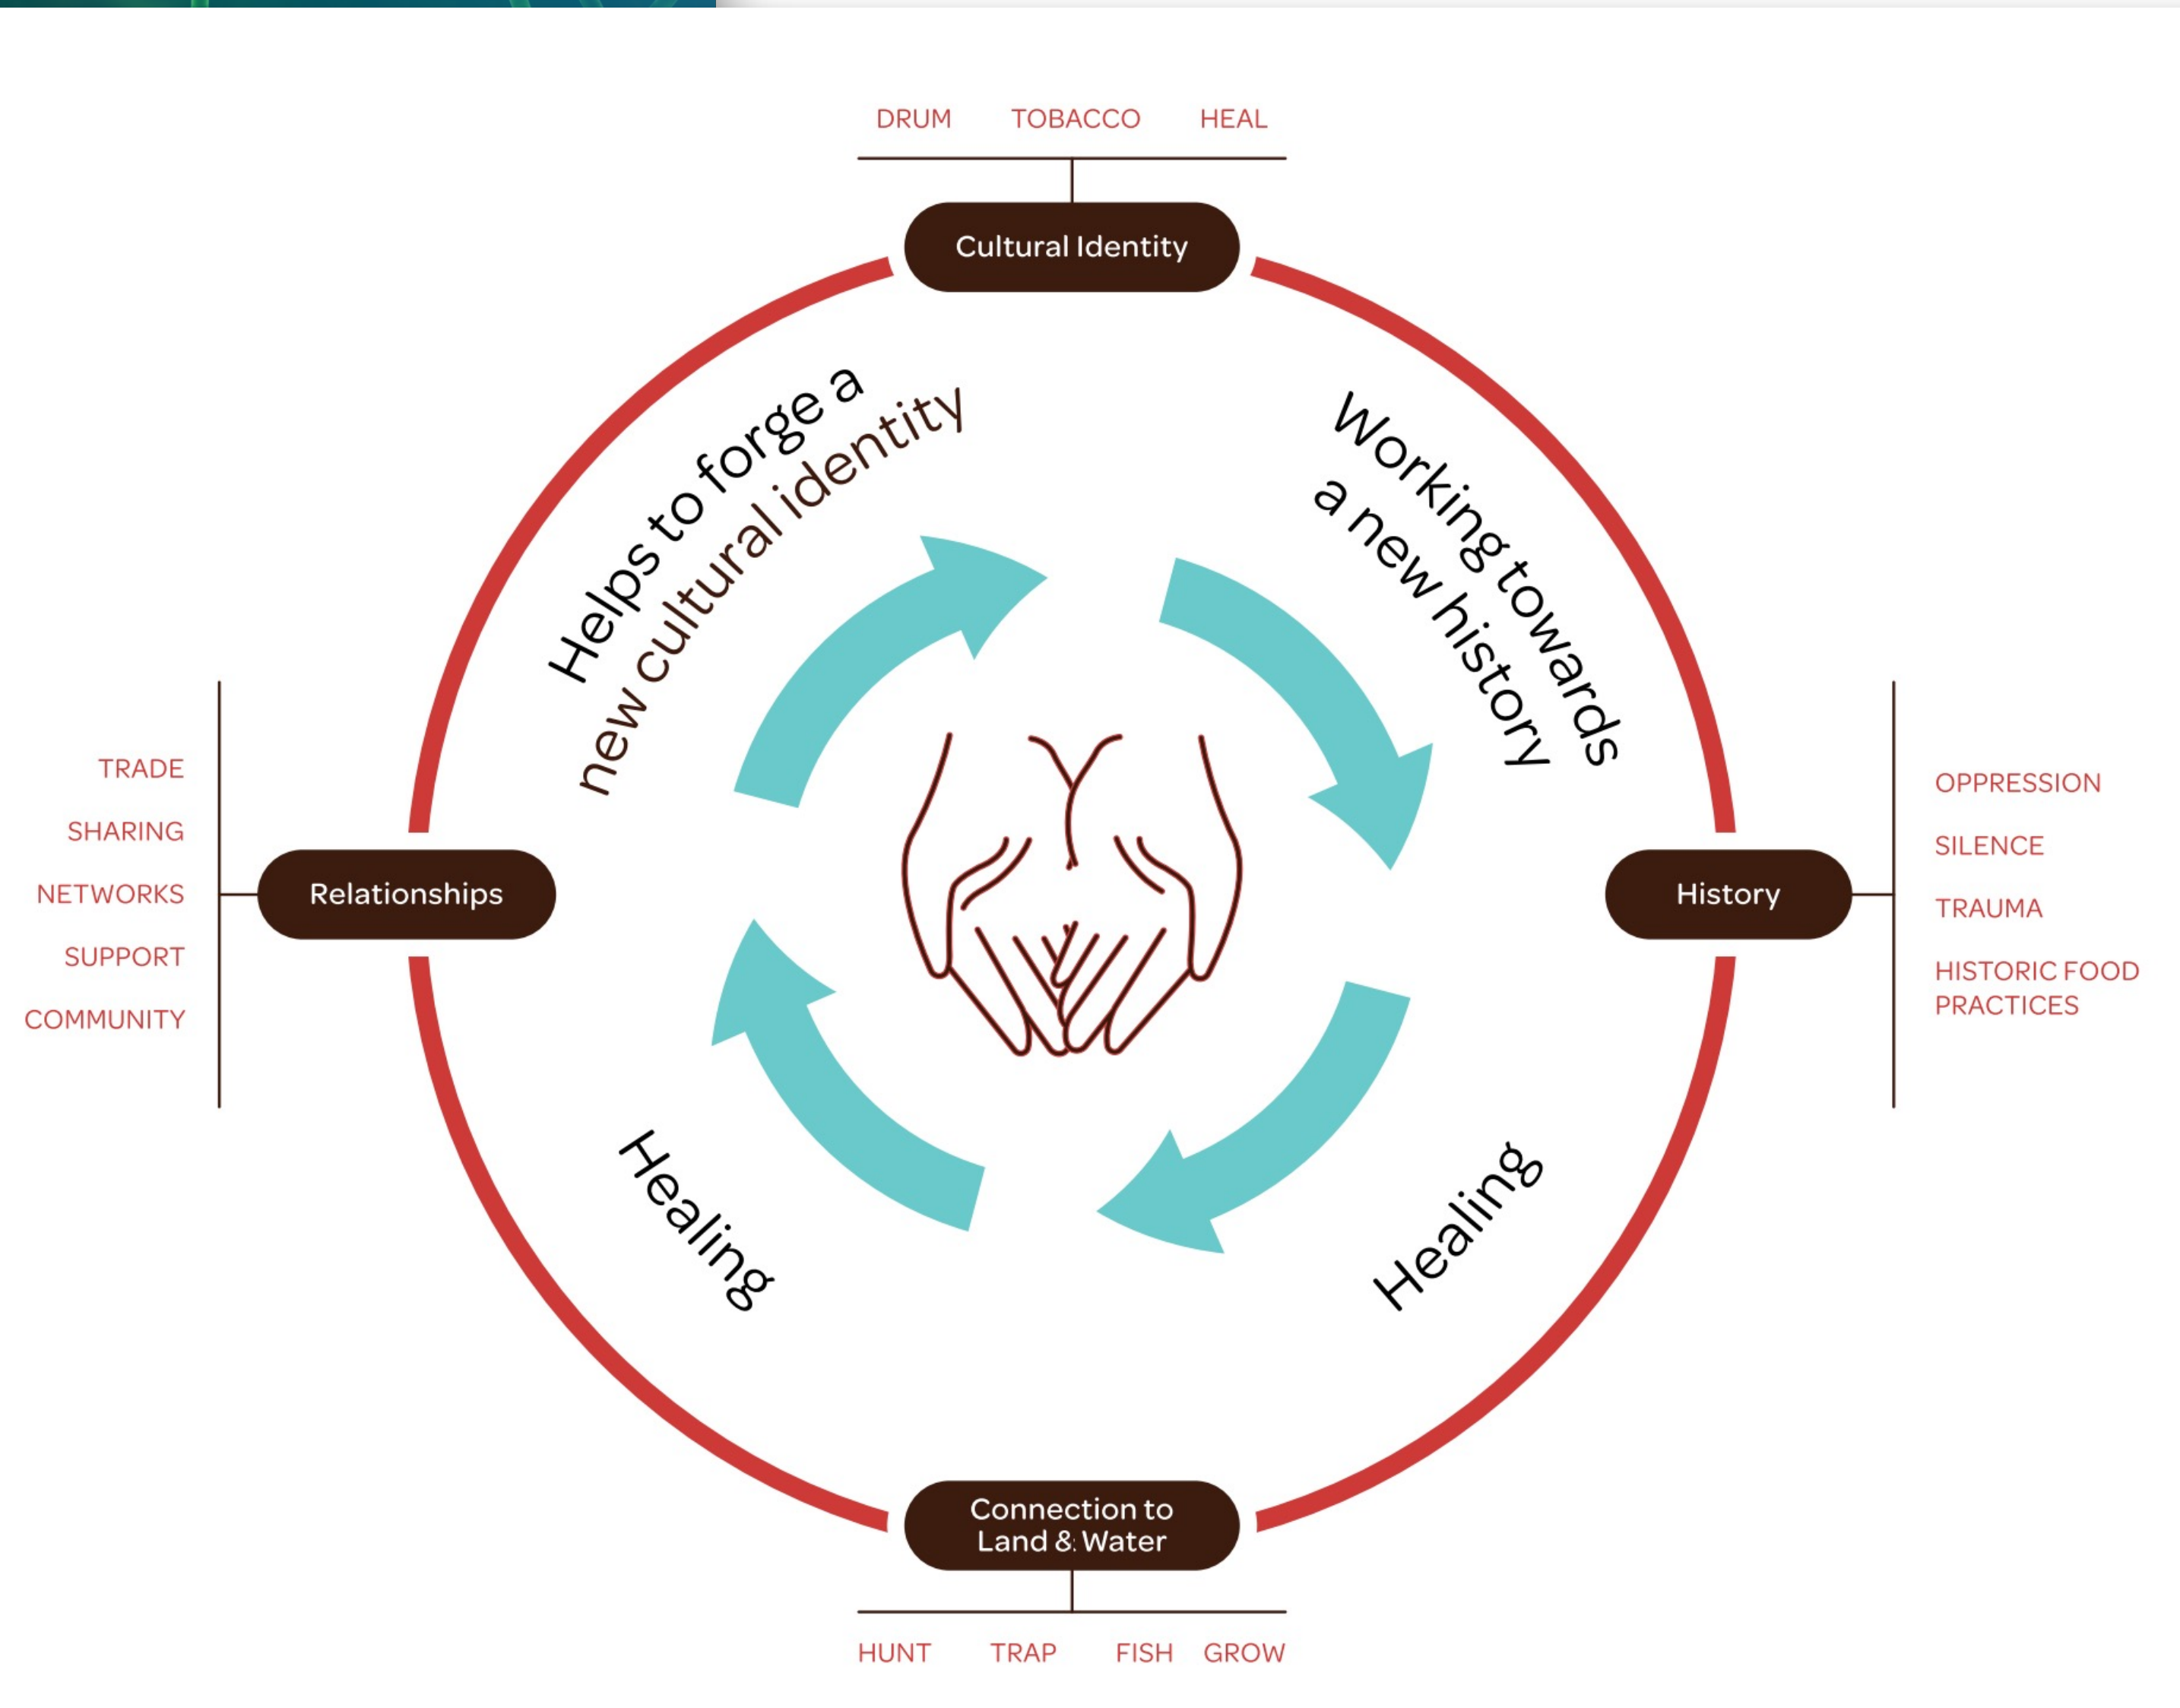 DRUM TOBACCO HEAL
Cultural Identity
Helps to forge a
new cultural identity
Working towards
a new history
TRADE
SHARING
NETWORKS
SUPPORT
COMMUNITY
Relationships
History
OPPRESSION
SILENCE
TRAUMA
HISTORIC FOOD
PRACTICES
Healing
Healing
Connection to
Land & Water
HUNT TRAP FISH GROW